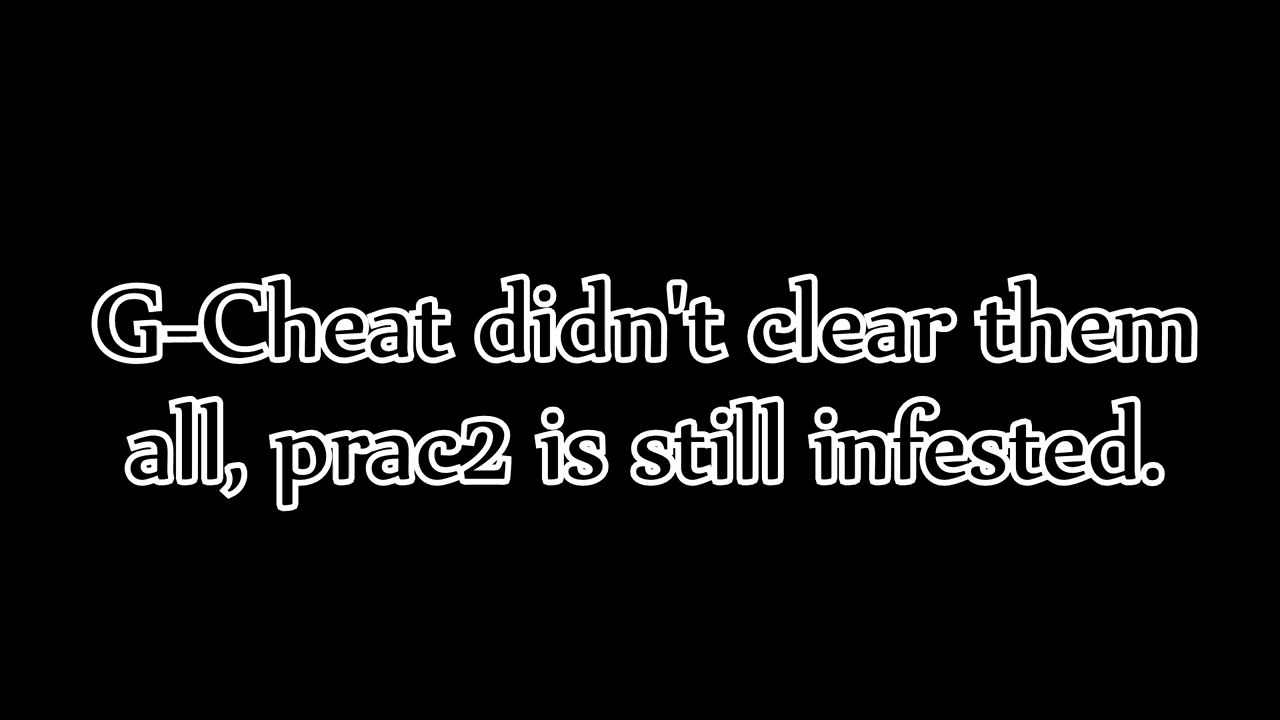 G-Cheat didn't clear them
all, prac2 is still infested.